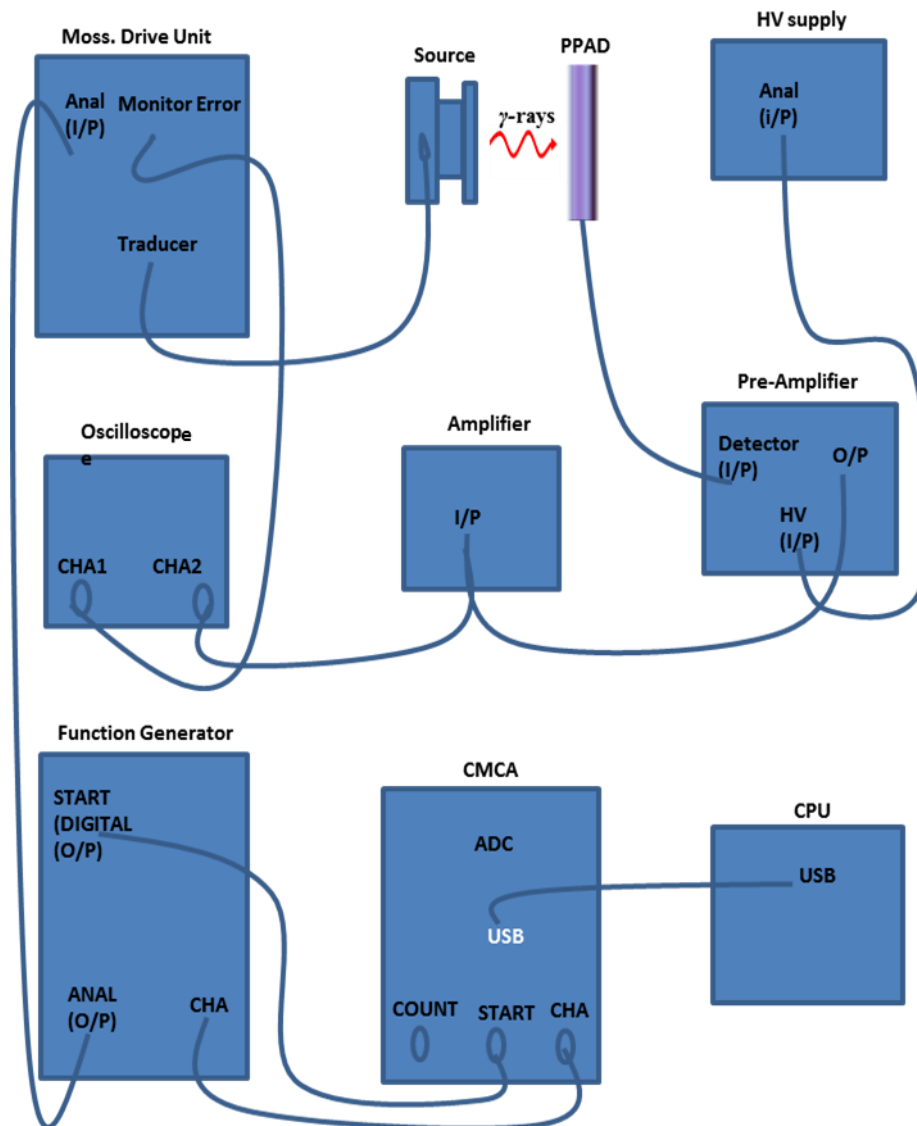 Moss. Drive Unit
Anal
(I/P)
Monitor Error
Traducer
Source
γ-rays
PPAD
HV supply
Anal
(i/P)
Oscilloscope
e
CHA1
CHA2
Amplifier
I/P
Pre-Amplifier
Detector
(I/P)
O/P
HV
(I/P)
Function Generator
START
(DIGITAL
(O/P)
ANAL
(O/P)
CHA
CMCA
ADC
USB
COUNT
START
CHA
CPU
USB